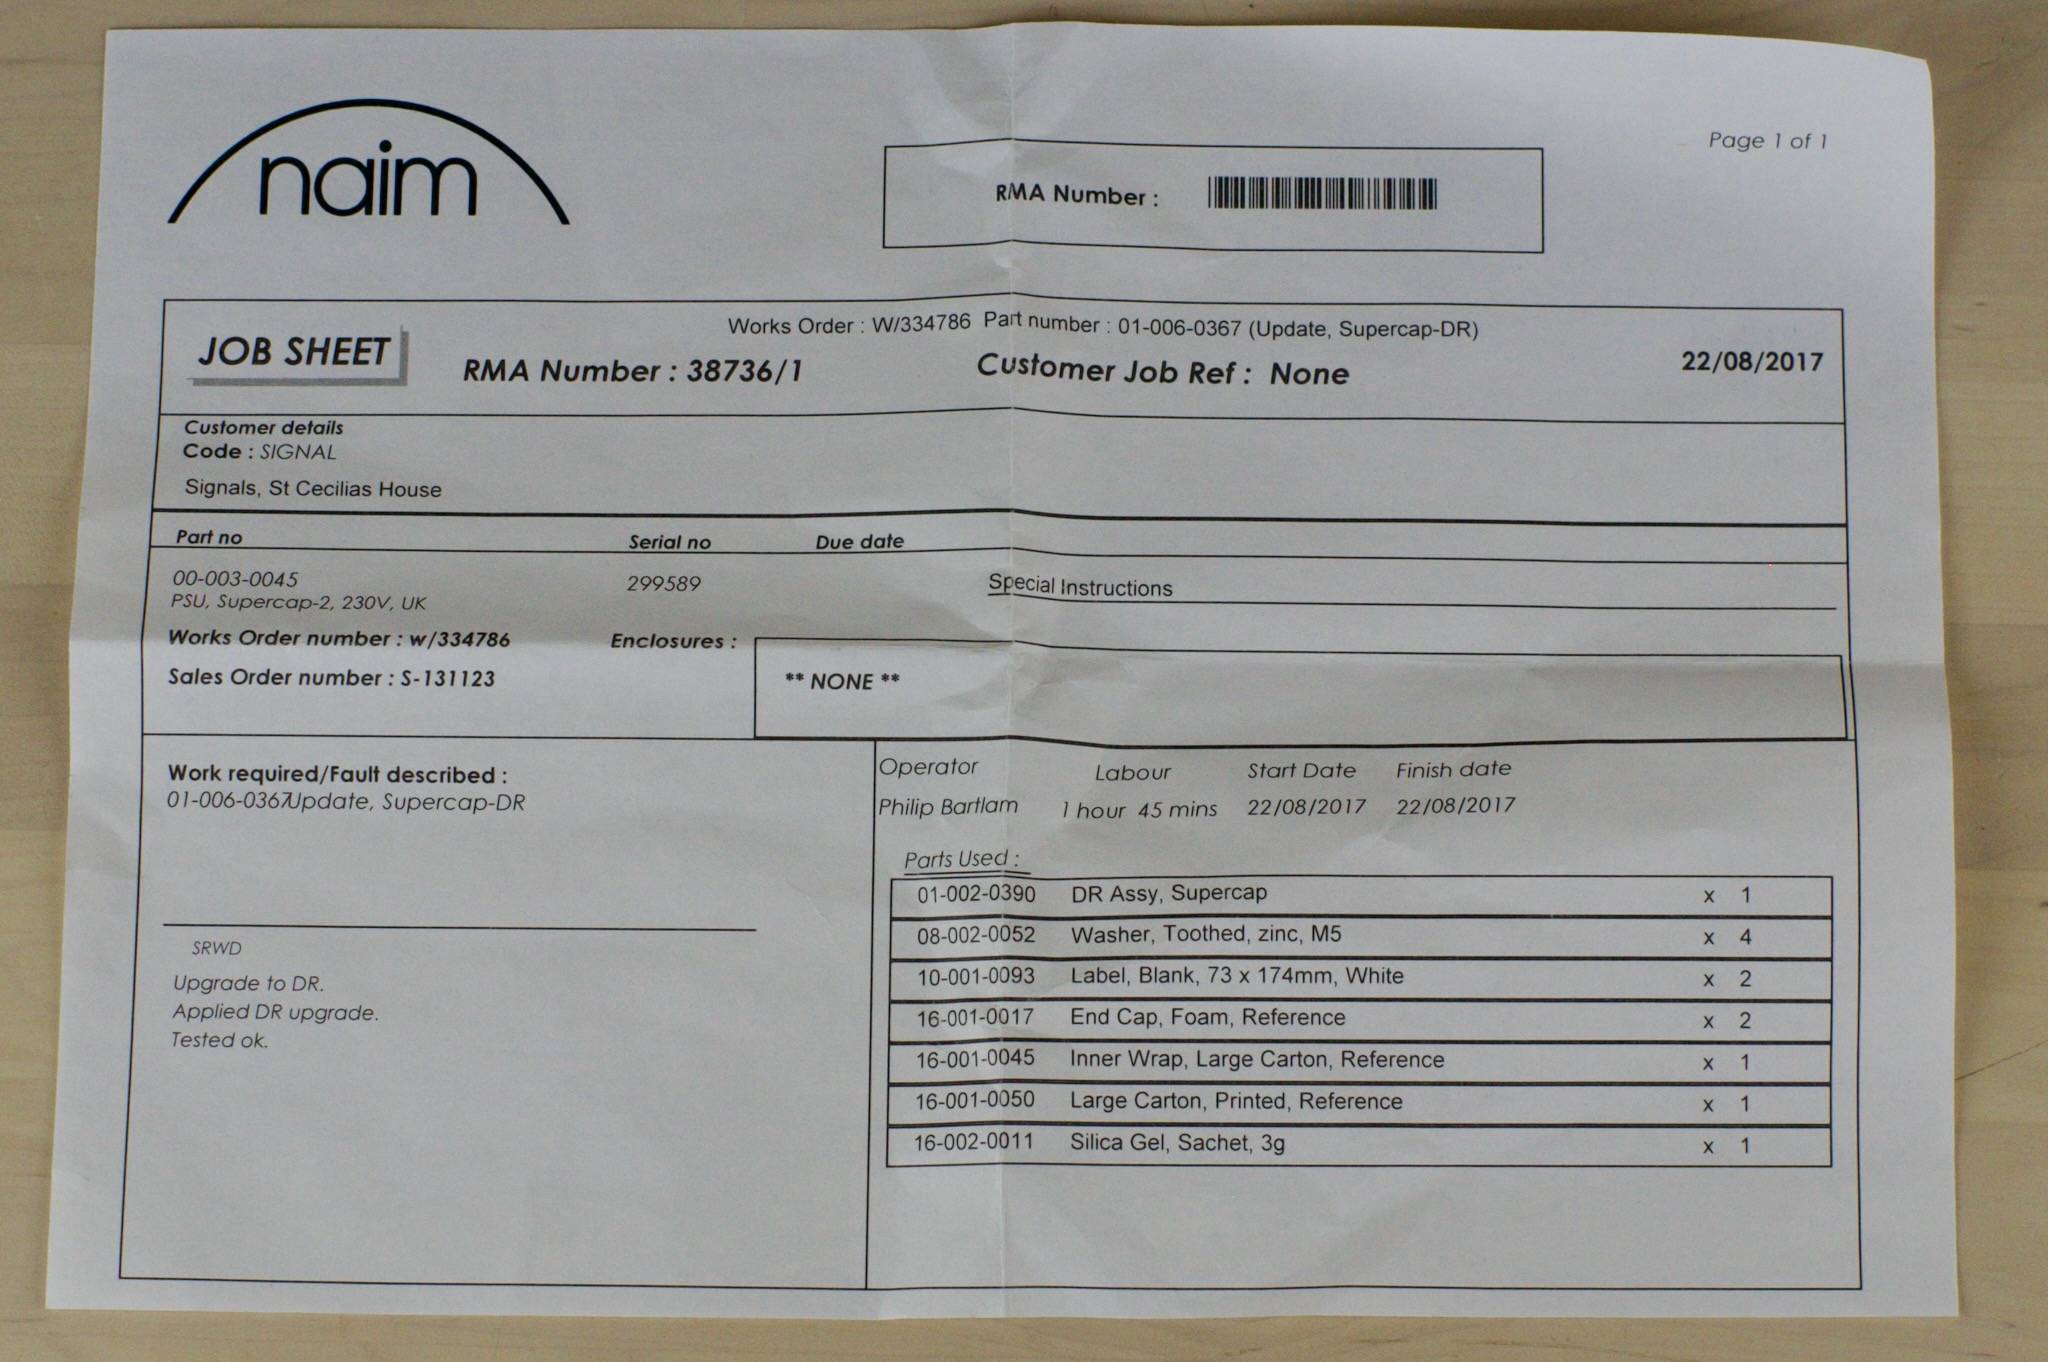 naim
Page 1 of 1
RMA Number :
Works Order : W/334786 Part number : 01-006-0367 (Update, Supercap-DR)
JOB SHEET
RMA Number : 38736/1
Customer Job Ref : None
22/08/2017
Customer details
Code : SIGNAL
Signals, St Cecilias House
Part no Serial no Due date
00-003-0045 299589
PSU, Supercap-2, 230V, UK
Special Instructions
Works Order number : w/334786
Enclosures :
Sales Order number : S-131123
** NONE **
Work required/Fault described :
01-006-0367Update, Supercap-DR
SRWD
Upgrade to DR.
Applied DR upgrade.
Tested ok.
Operator Labour Start Date Finish date
Philip Bartlam 1 hour 45 mins 22/08/2017 22/08/2017
Parts Used :
01-002-0390 DR Assy, Supercap x 1
08-002-0052 Washer, Toothed, zinc, M5 x 4
10-001-0093 Label, Blank, 73 x 174mm, White x 2
16-001-0017 End Cap, Foam, Reference x 2
16-001-0045 Inner Wrap, Large Carton, Reference x 1
16-001-0050 Large Carton, Printed, Reference x 1
16-002-0011 Silica Gel, Sachet, 3g x 1